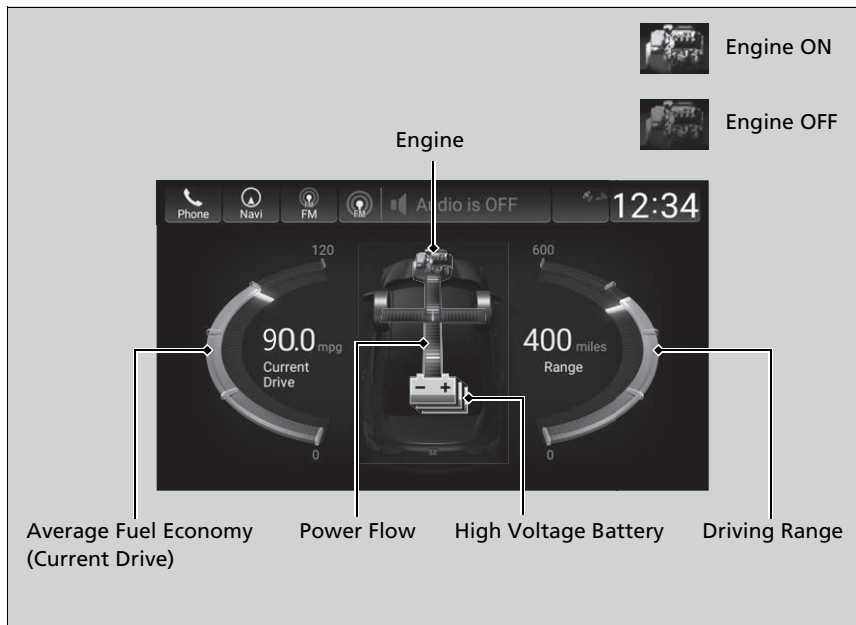 Engine ON
Engine OFF
Engine
Phone
Navi
FM
FM
Audio is OFF
12:34
120
600
90.0 mpg
Current
Drive
400 miles
Range
- +
0
0
Average Fuel Economy
(Current Drive)
Power Flow
High Voltage Battery
Driving Range